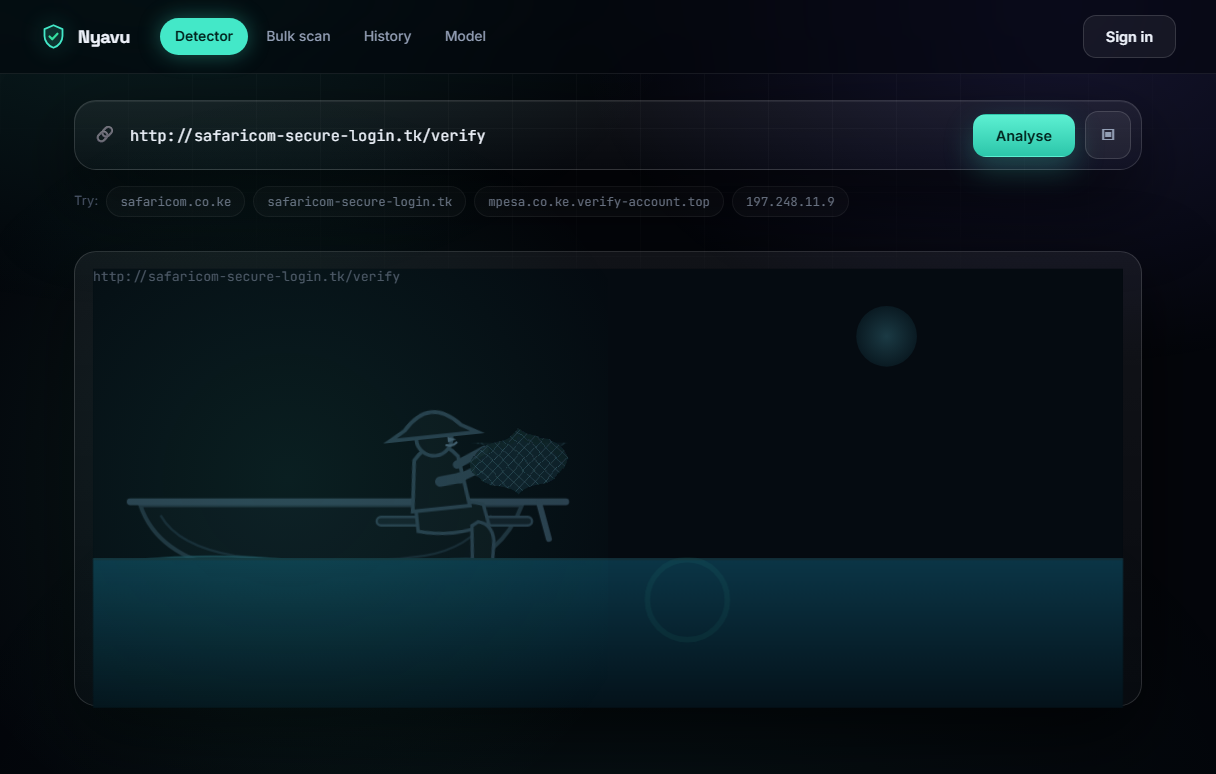 Nyavu Detector Bulk scan History Model Sign in
http://safaricom-secure-login.tk/verify Analyse
Try: safaricom.co.ke safaricom-secure-login.tk mpesa.co.ke.verify-account.top 197.248.11.9
http://safaricom-secure-login.tk/verify